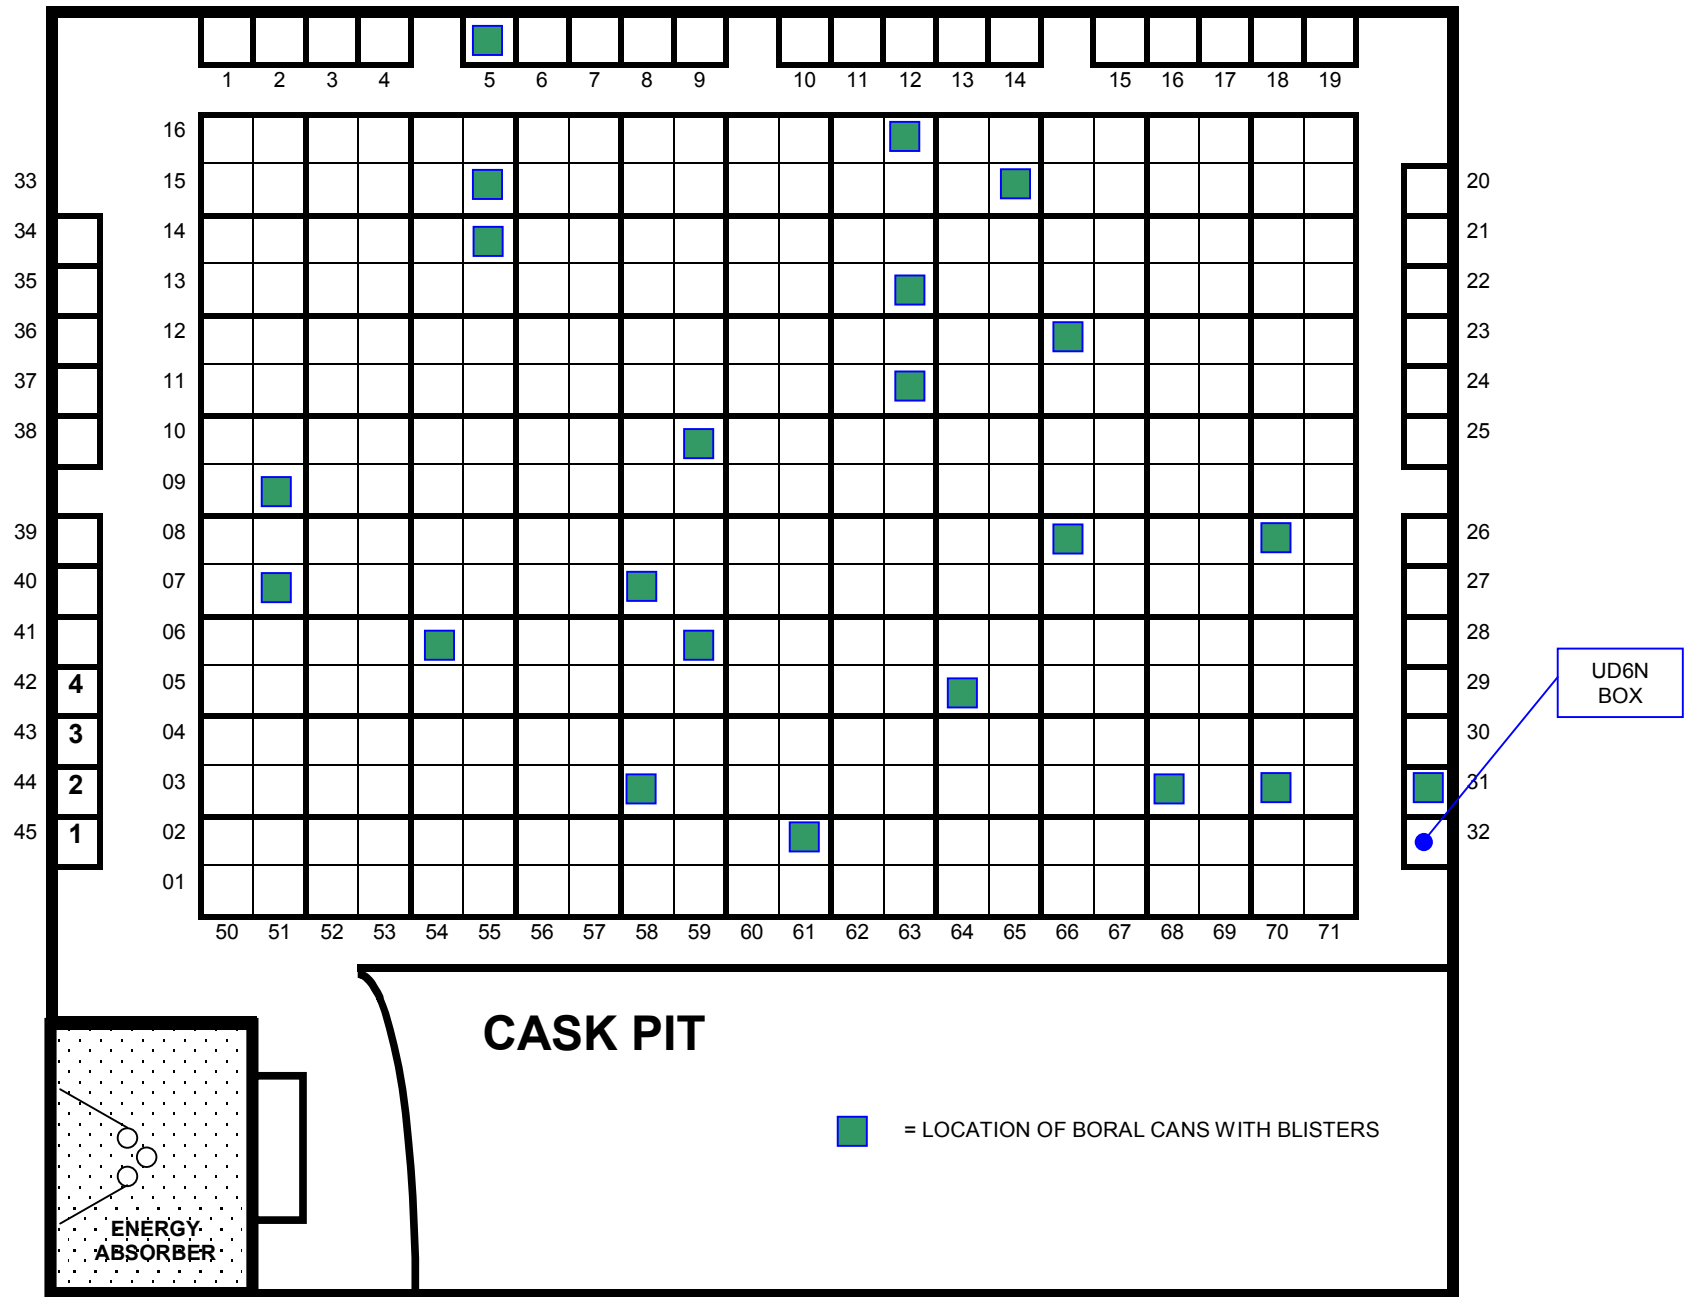 1 2 3 4 5 6 7 8 9 10 11 12 13 14 15 16 17 18 19
16
33 15 20
34 14 21
35 13 22
36 12 23
37 11 24
38 10 25
09
39 08 26
40 07 27
41 06 28
42 4 05 29
43 3 04 30
44 2 03 31
45 1 02 32
01
UD6N
BOX
50 51 52 53 54 55 56 57 58 59 60 61 62 63 64 65 66 67 68 69 70 71
CASK PIT
= LOCATION OF BORAL CANS WITH BLISTERS
ENERGY
ABSORBER